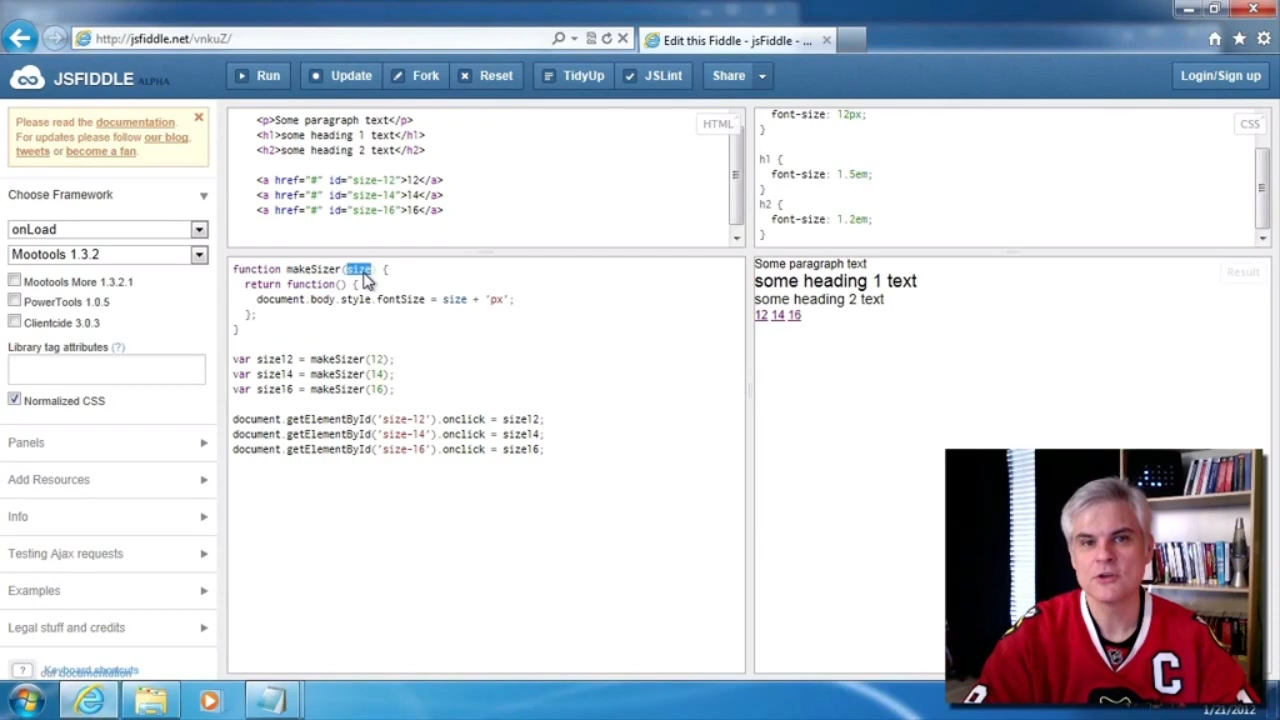 http://jsfiddle.net/vnkuZ/
Edit this Fiddle - jsFiddle - ...
JSFIDDLE ALPHA
Run
Update
Fork
Reset
TidyUp
JSLint
Share
Login/Sign up
Please read the documentation.
For updates please follow our blog,
tweets or become a fan.
Choose Framework
onLoad
Mootools 1.3.2
Mootools More 1.3.2.1
PowerTools 1.0.5
Clientcide 3.0.3
Library tag attributes (?)
Normalized CSS
Panels
Add Resources
Info
Testing Ajax requests
Examples
Legal stuff and credits
? Keyboard shortcuts
our documentation
HTML
<p>Some paragraph text</p>
<h1>some heading 1 text</h1>
<h2>some heading 2 text</h2>
<a href="#" id="size-12">12</a>
<a href="#" id="size-14">14</a>
<a href="#" id="size-16">16</a>
CSS
font-size: 12px;
}
h1 {
font-size: 1.5em;
}
h2 {
font-size: 1.2em;
}
function makeSizer(size) {
return function() {
document.body.style.fontSize = size + 'px';
};
}
var size12 = makeSizer(12);
var size14 = makeSizer(14);
var size16 = makeSizer(16);
document.getElementById('size-12').onclick = size12;
document.getElementById('size-14').onclick = size14;
document.getElementById('size-16').onclick = size16;
Result
Some paragraph text
some heading 1 text
some heading 2 text
12 14 16
C
1/21/2012